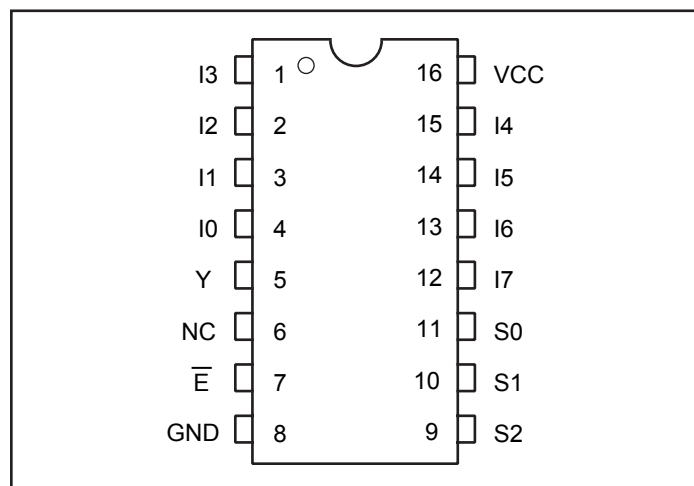 I3 1 16 VCC
I2 2 15 I4
I1 3 14 I5
I0 4 13 I6
Y 5 12 I7
NC 6 11 S0
E̅ 7 10 S1
GND 8 9 S2